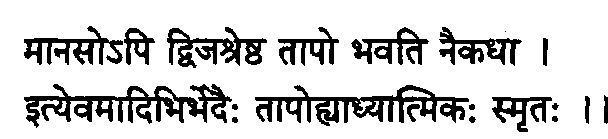 मानसोऽपि द्विजश्रेष्ठ तापो भवति नैकधा ।
इत्येवमादिभिर्भेदैः तापोह्याध्यात्मिकः स्मृतः ।।